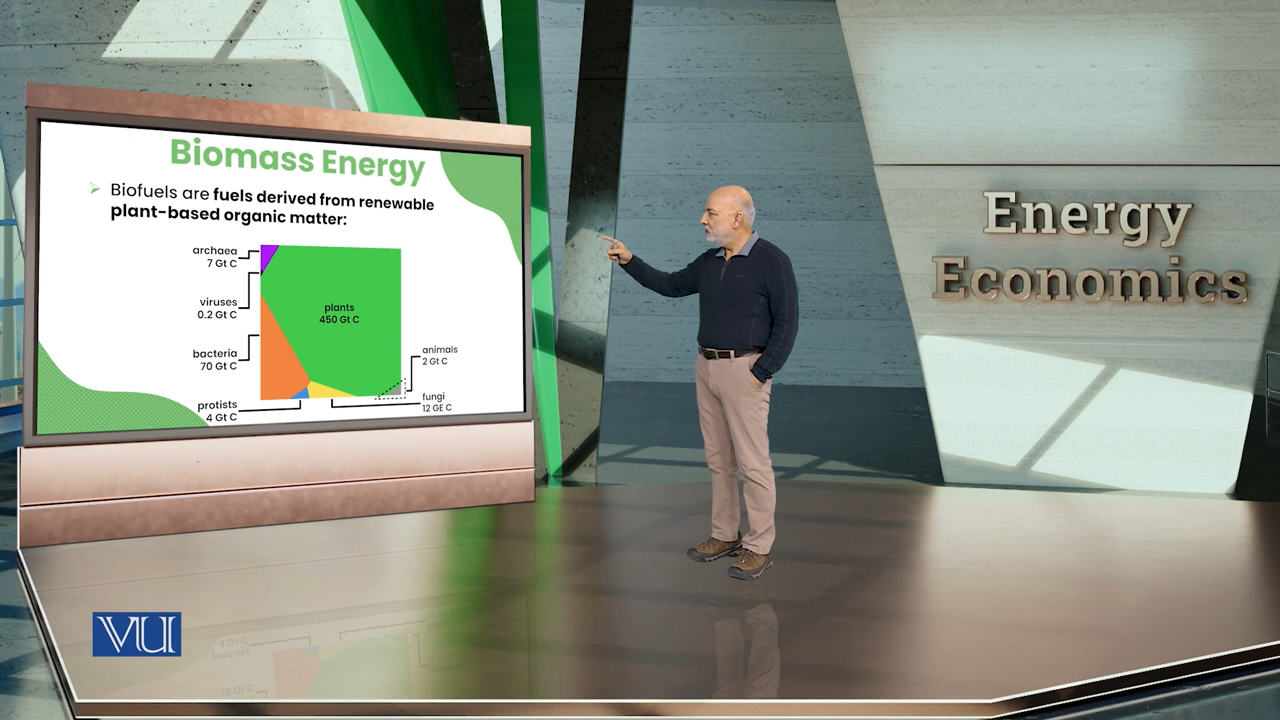 Biomass Energy
Biofuels are fuels derived from renewable
plant-based organic matter:
archaea
7 Gt C
viruses
0.2 Gt C
bacteria
70 Gt C
protists
4 Gt C
plants
450 Gt C
animals
2 Gt C
fungi
12 GE C
Energy
Economics
VU